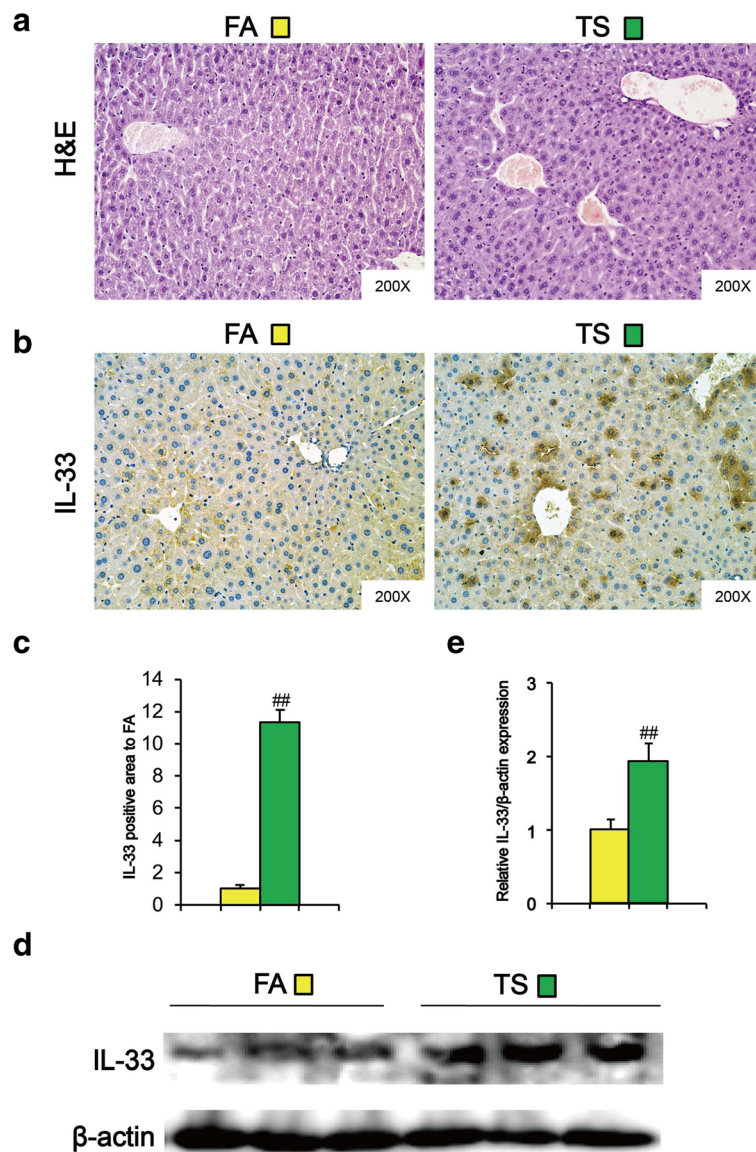 a
FA TS
H&E
200X 200X
b
FA TS
IL-33
200X 200X
c
IL-33 positive area to FA
14
12
10
8
6
4
2
0
##
e
Relative IL-33/β-actin expression
3
2
1
0
##
d
FA TS
IL-33
β-actin